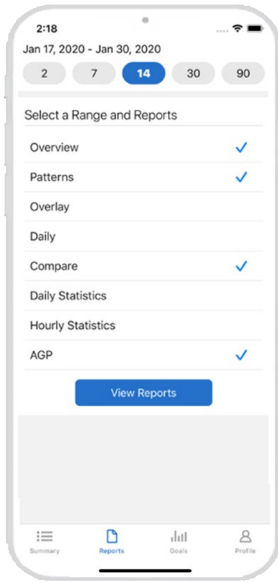 2:18
Jan 17, 2020 - Jan 30, 2020
2 7 14 30 90
Select a Range and Reports
Overview
Patterns
Overlay
Daily
Compare
Daily Statistics
Hourly Statistics
AGP
View Reports
Summary Reports Goals Profile